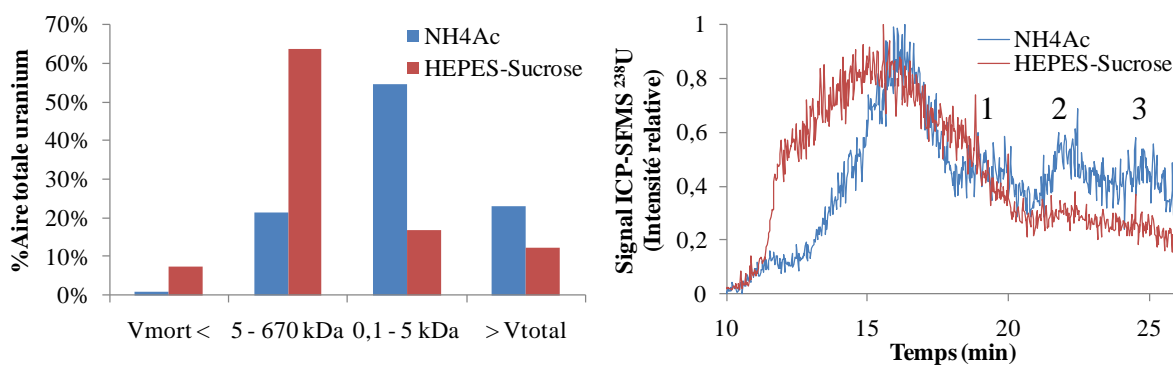 %Aire totale uranium
70%
60%
50%
40%
30%
20%
10%
0%
NH4Ac
HEPES-Sucrose
Vmort < 5 - 670 kDa 0,1 - 5 kDa > Vtotal
Signal ICP-SFMS ²³⁸U
(Intensité relative)
1
0,8
0,6
0,4
0,2
0
NH4Ac
HEPES-Sucrose
1 2 3
10 15 20 25
Temps (min)